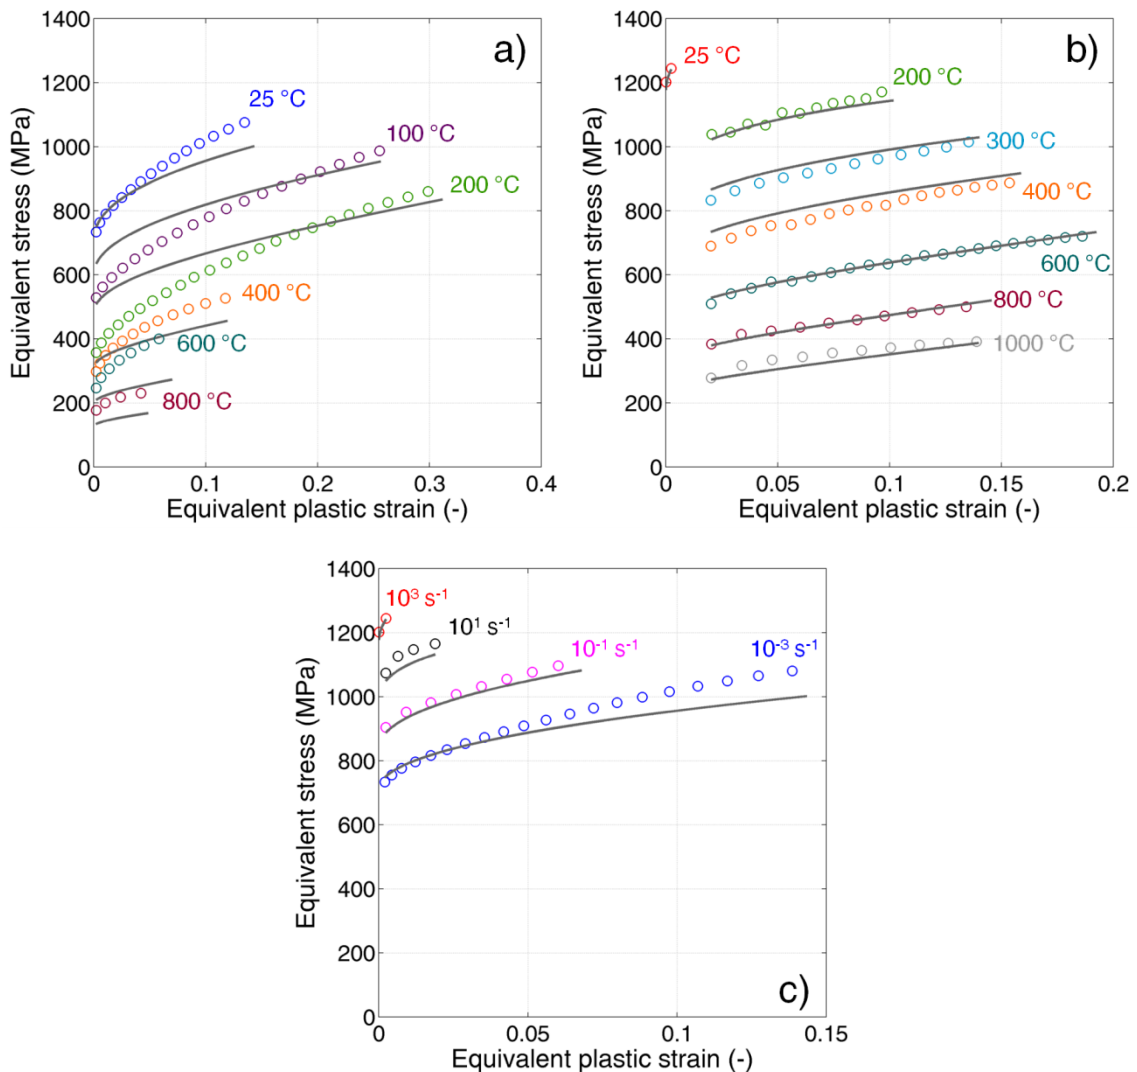 a)
1400
1200
1000
800
600
400
200
0
0
0.1
0.2
0.3
0.4
Equivalent stress (MPa)
Equivalent plastic strain (-)
25 °C
100 °C
200 °C
400 °C
600 °C
800 °C
b)
1400
1200
1000
800
600
400
200
0
0
0.05
0.1
0.15
0.2
Equivalent stress (MPa)
Equivalent plastic strain (-)
25 °C
200 °C
300 °C
400 °C
600 °C
800 °C
1000 °C
1400
1200
1000
800
600
400
200
0
0
0.05
0.1
0.15
Equivalent stress (MPa)
Equivalent plastic strain (-)
10³ s⁻¹
10¹ s⁻¹
10⁻¹ s⁻¹
10⁻³ s⁻¹
c)